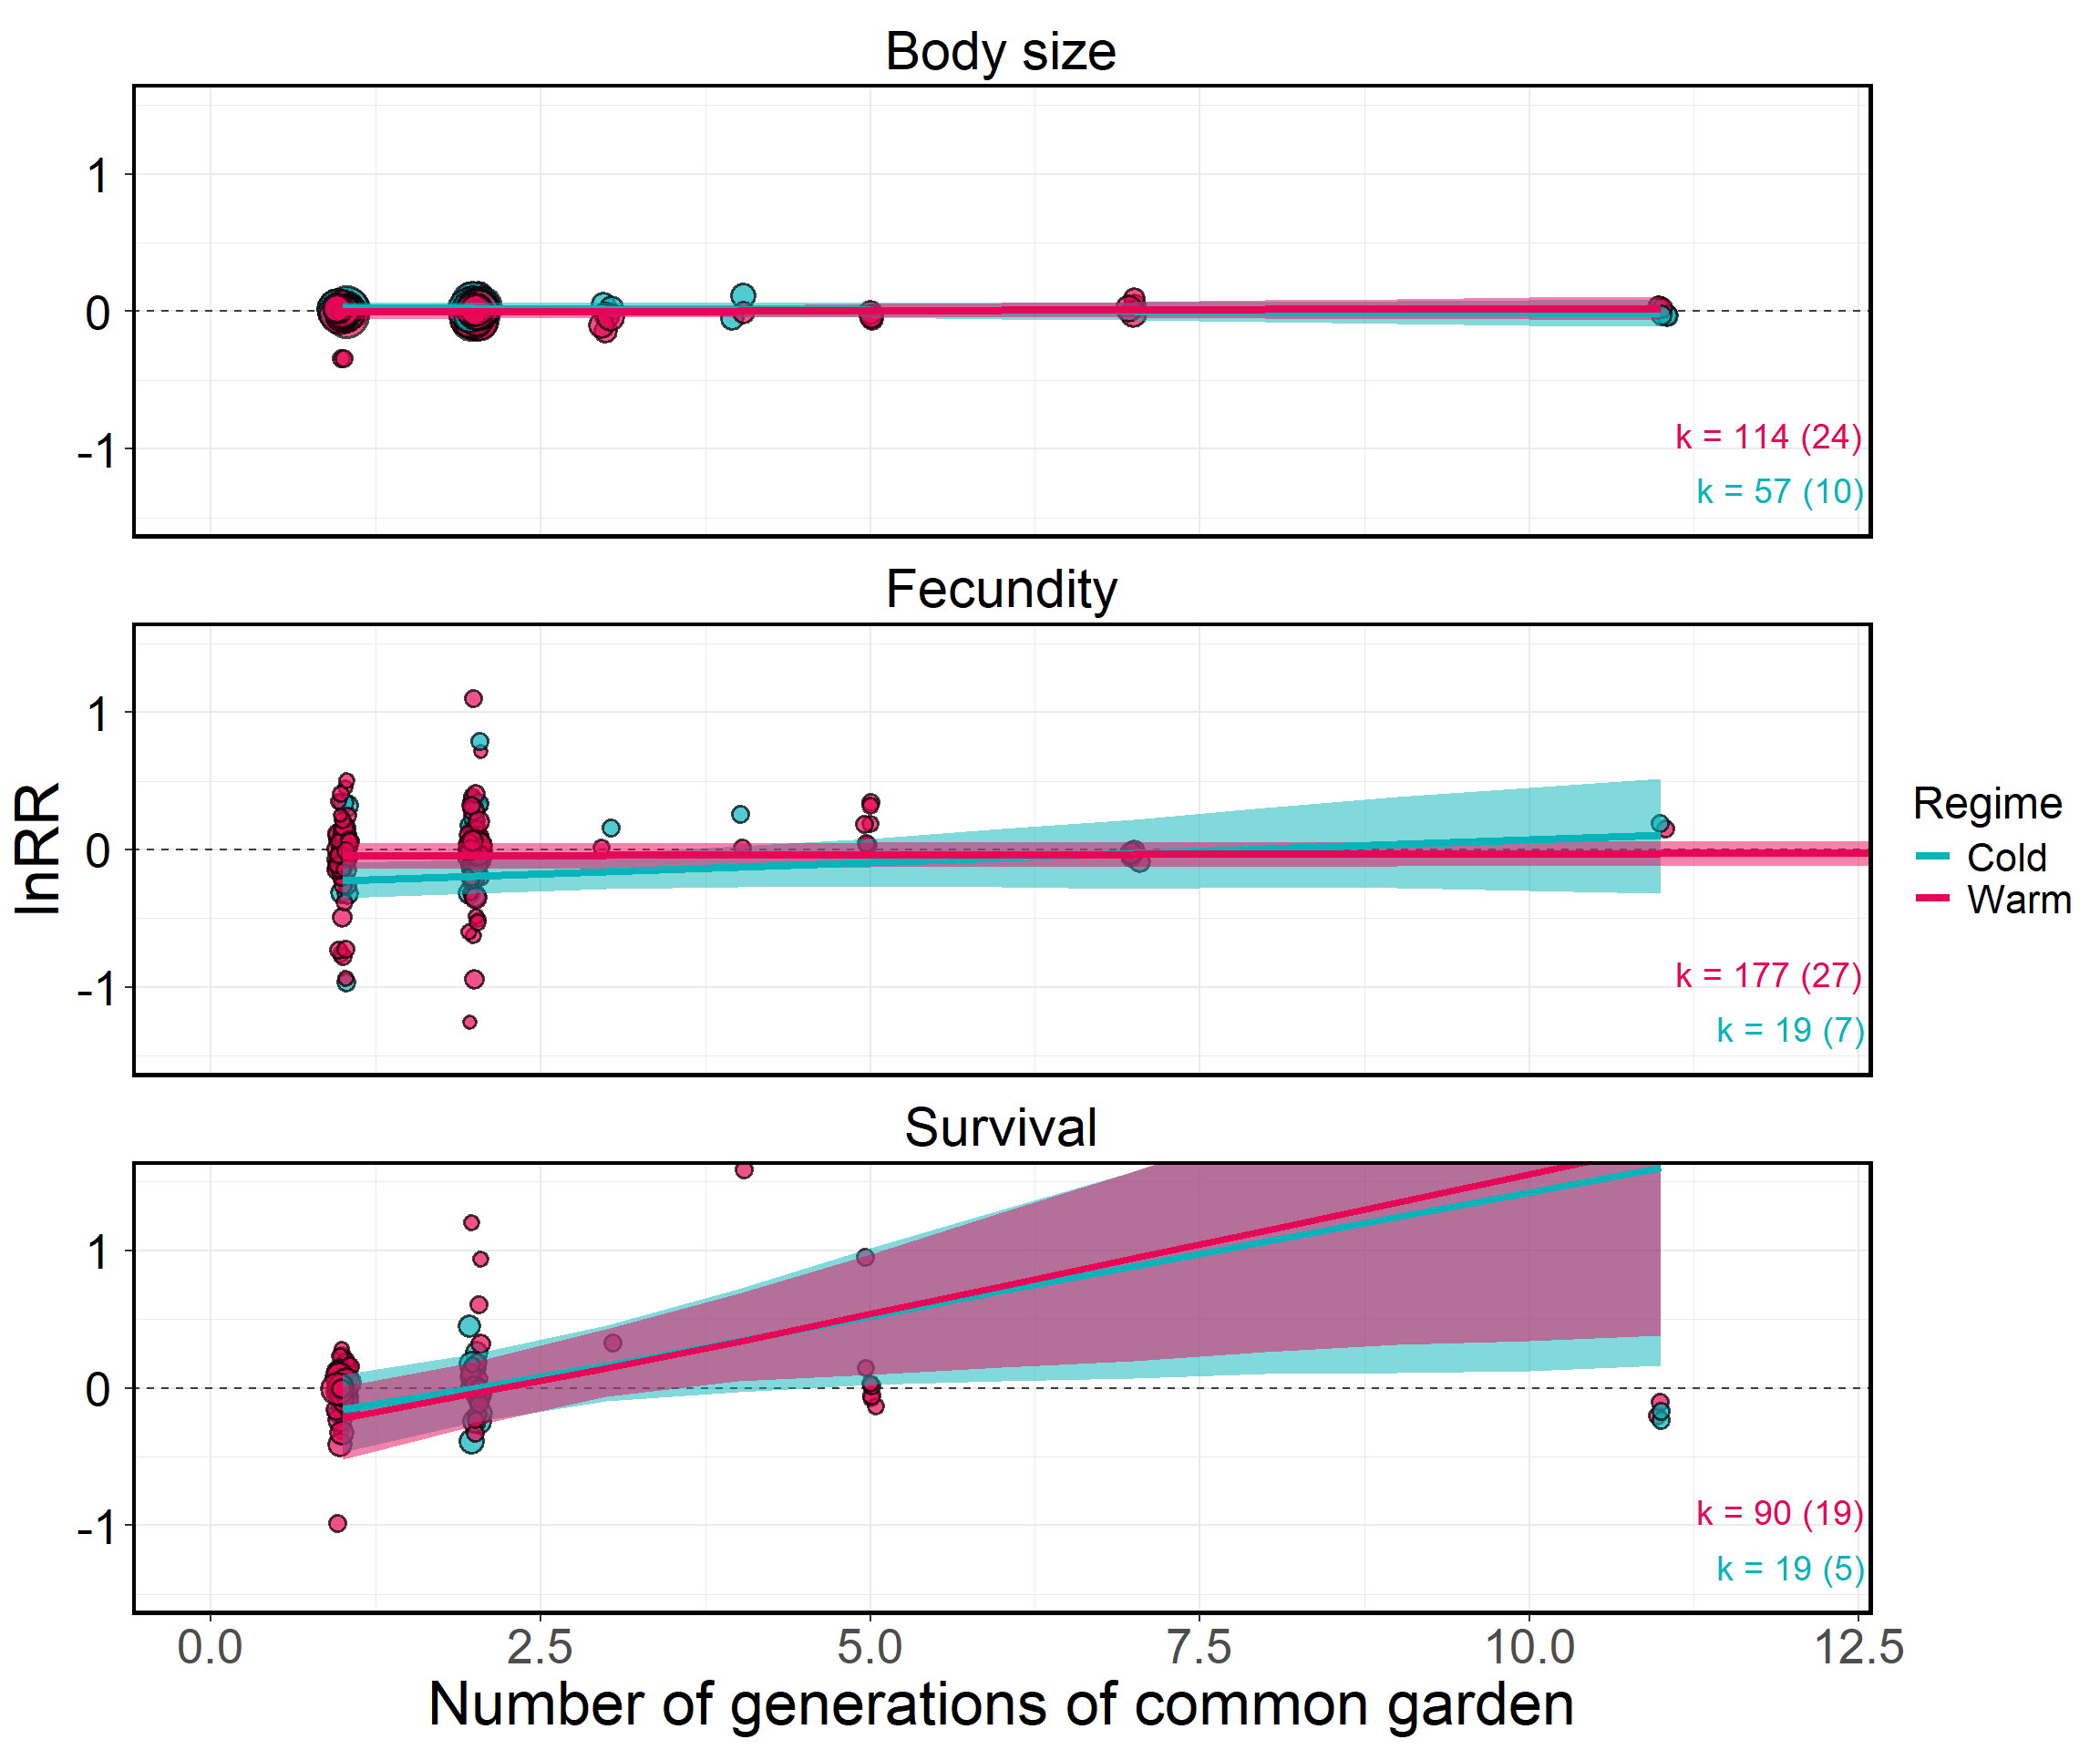 Body size
1
0
-1
k = 114 (24)
k = 57 (10)
Fecundity
1
0
-1
k = 177 (27)
k = 19 (7)
lnRR
Regime
Cold
Warm
Survival
1
0
-1
k = 90 (19)
k = 19 (5)
0.0 2.5 5.0 7.5 10.0 12.5
Number of generations of common garden